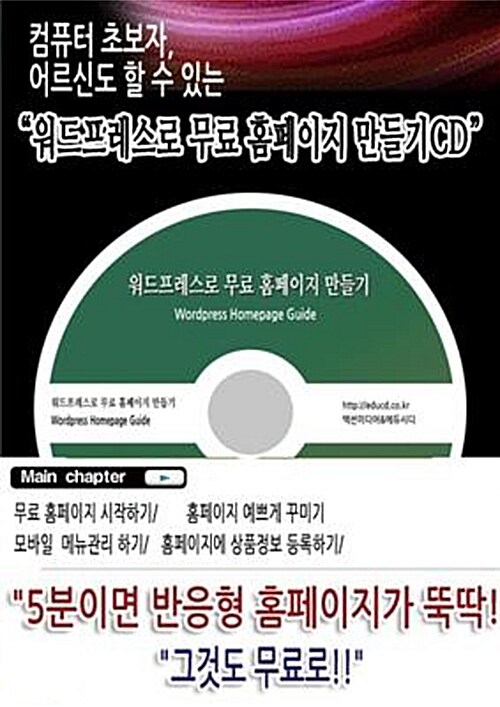 컴퓨터 초보자,
어르신도 할 수 있는
“워드프레스로 무료 홈페이지 만들기CD”
워드프레스로 무료 홈페이지 만들기
Wordpress Homepage Guide
워드프레스로 무료 홈페이지 만들기
Wordpress Homepage Guide
http://educd.co.kr
액션미디어&에듀시디
Main chapter
무료 홈페이지 시작하기/ 홈페이지 예쁘게 꾸미기
모바일 메뉴관리 하기/ 홈페이지에 상품정보 등록하기/
"5분이면 반응형 홈페이지가 뚝딱!
"그것도 무료로!!"